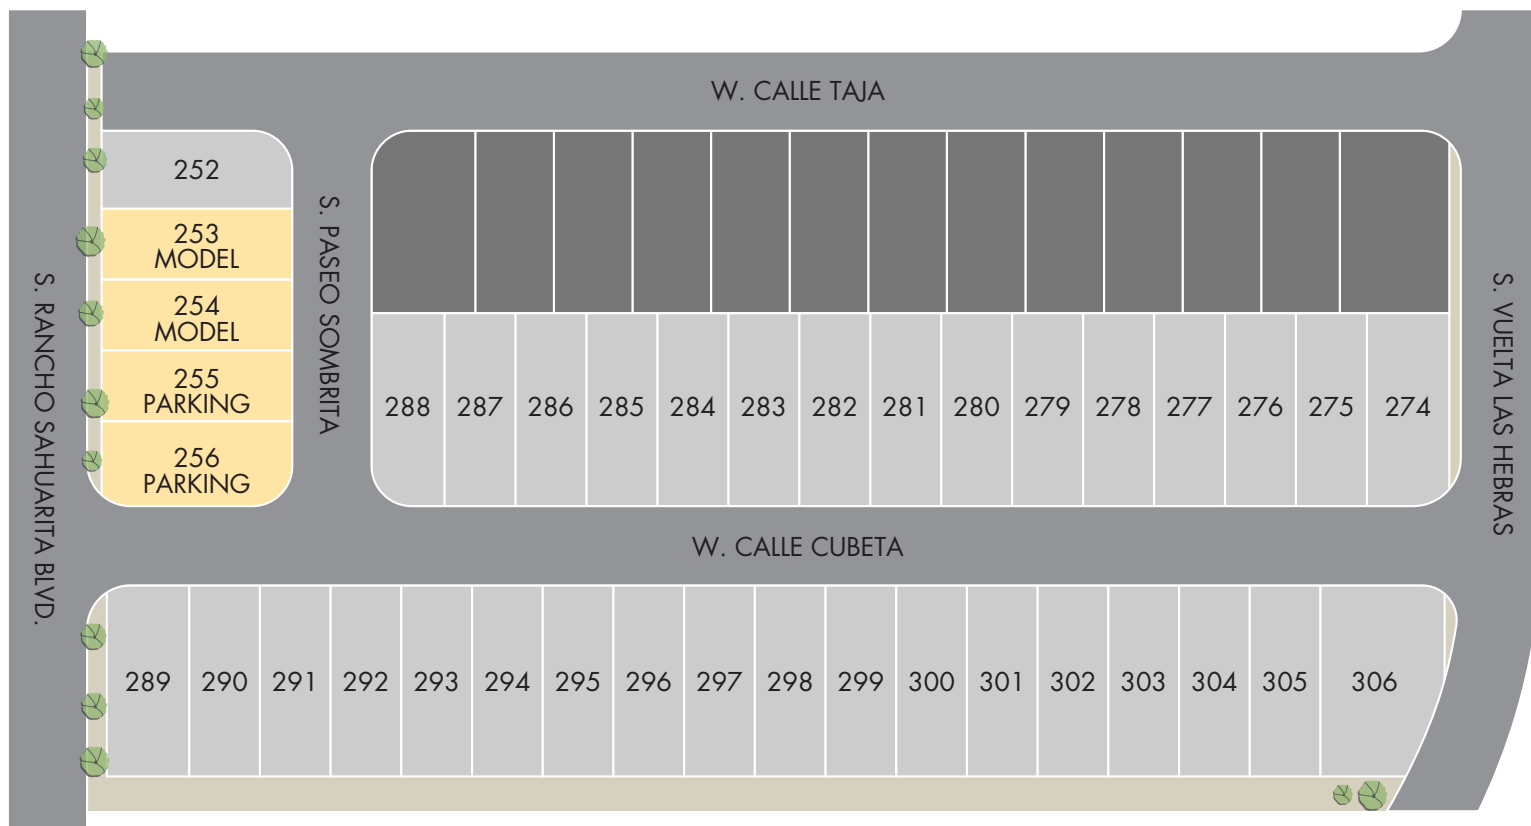 W. CALLE TAJA
252
253
MODEL
254
MODEL
255
PARKING
256
PARKING
S. RANCHO SAHUARITA BLVD.
S. PASEO SOMBRITA
288 287 286 285 284 283 282 281 280 279 278 277 276 275 274
S. VUELTA LAS HEBRAS
W. CALLE CUBETA
289 290 291 292 293 294 295 296 297 298 299 300 301 302 303 304 305 306